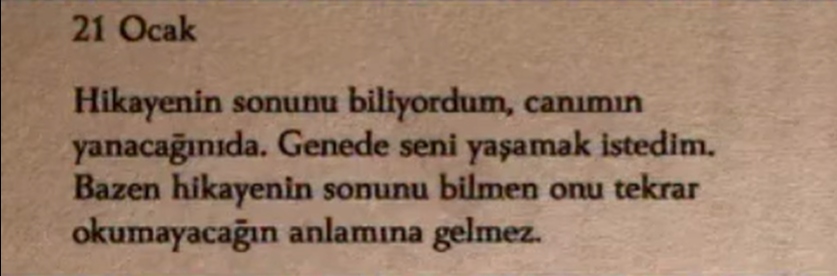 21 Ocak
Hikayenin sonunu biliyordum, canımın
yanacağınıda. Genede seni yaşamak istedim.
Bazen hikayenin sonunu bilmen onu tekrar
okumayacağın anlamına gelmez.